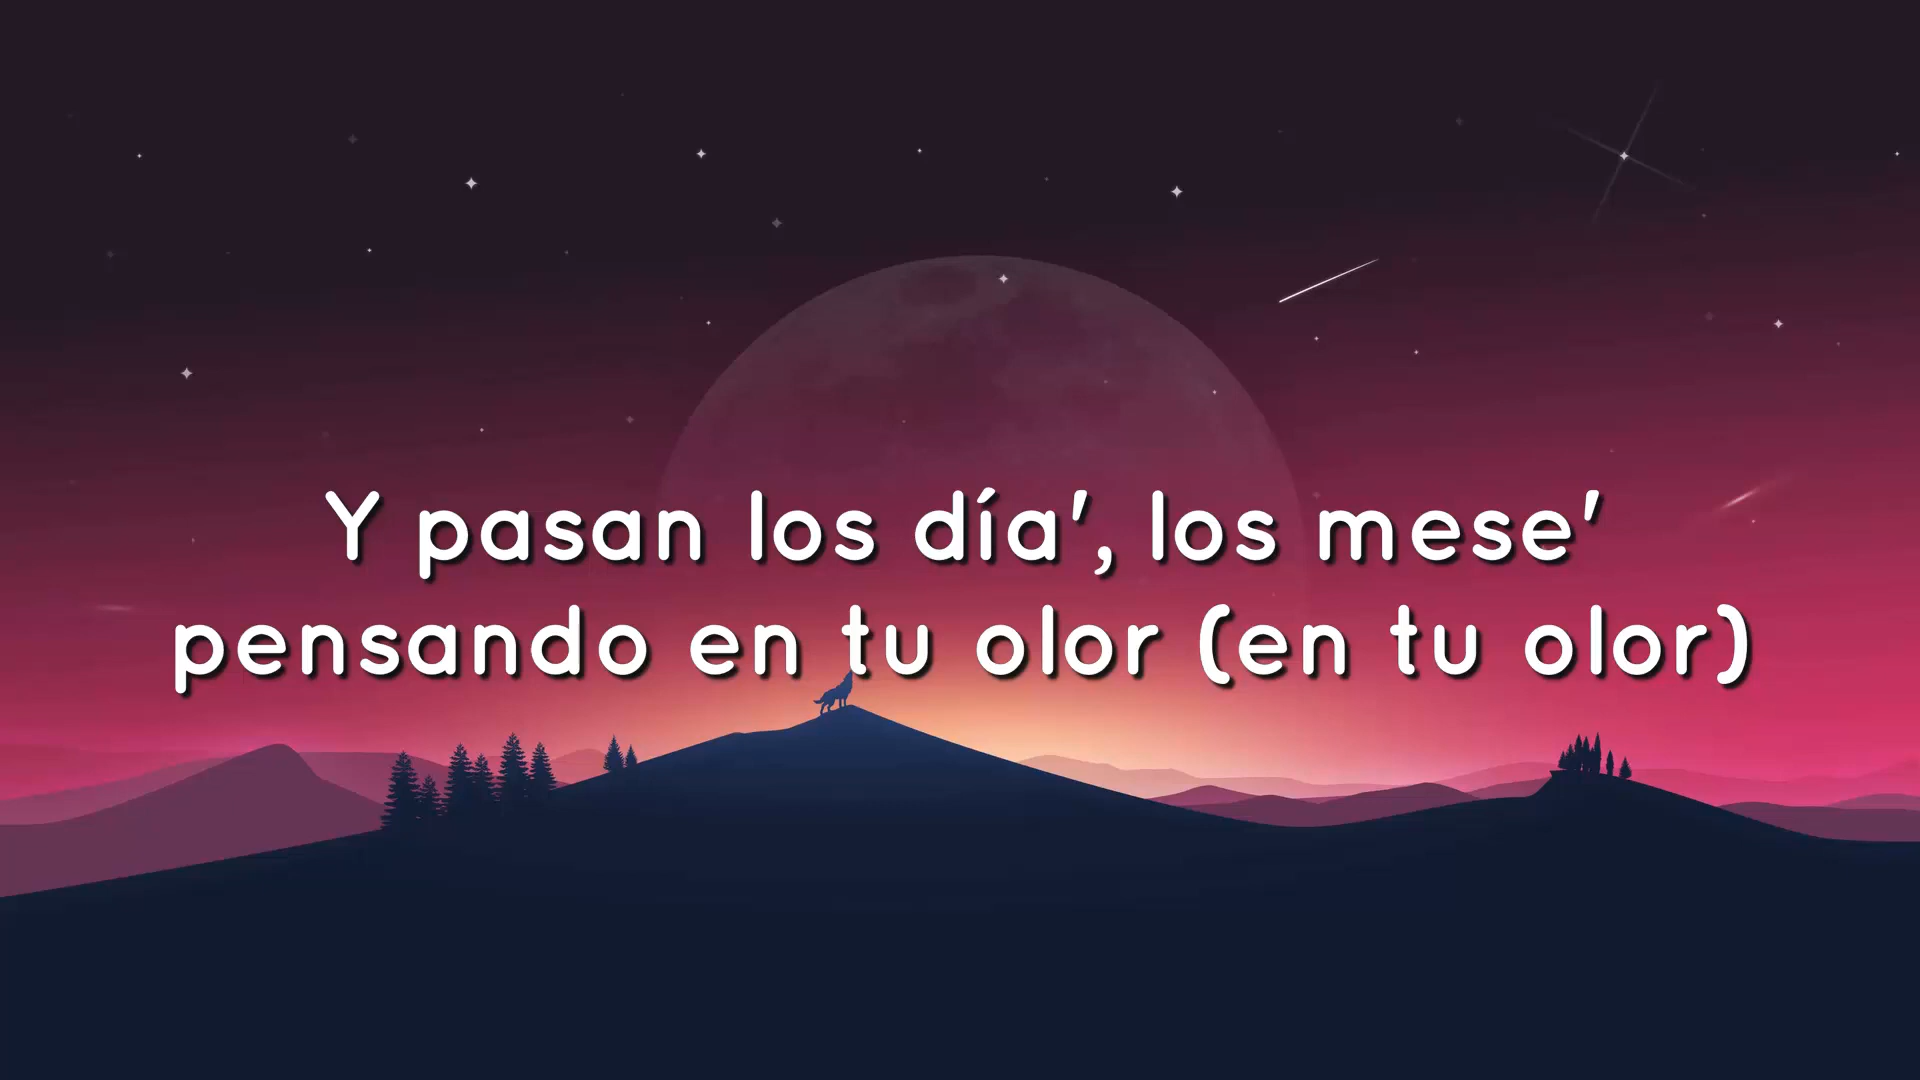 Y pasan los día', los mese'
pensando en tu olor (en tu olor)